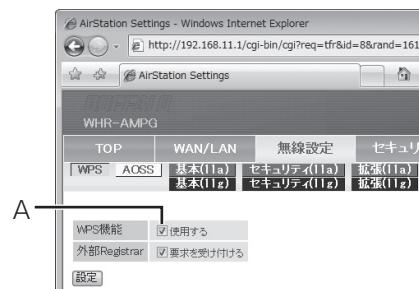 AirStation Settings - Windows Internet Explorer
http://192.168.11.1/cgi-bin/cgi?req=tfr&id=8&rand=161
AirStation Settings
BUFFALO
WHR-AMPG
TOP WAN/LAN 無線設定 セキュリ
WPS AOSS 基本(11a) セキュリティ(11a) 拡張(11a)
基本(11g) セキュリティ(11g) 拡張(11g)
A
WPS機能 使用する
外部Registrar 要求を受け付ける
設定